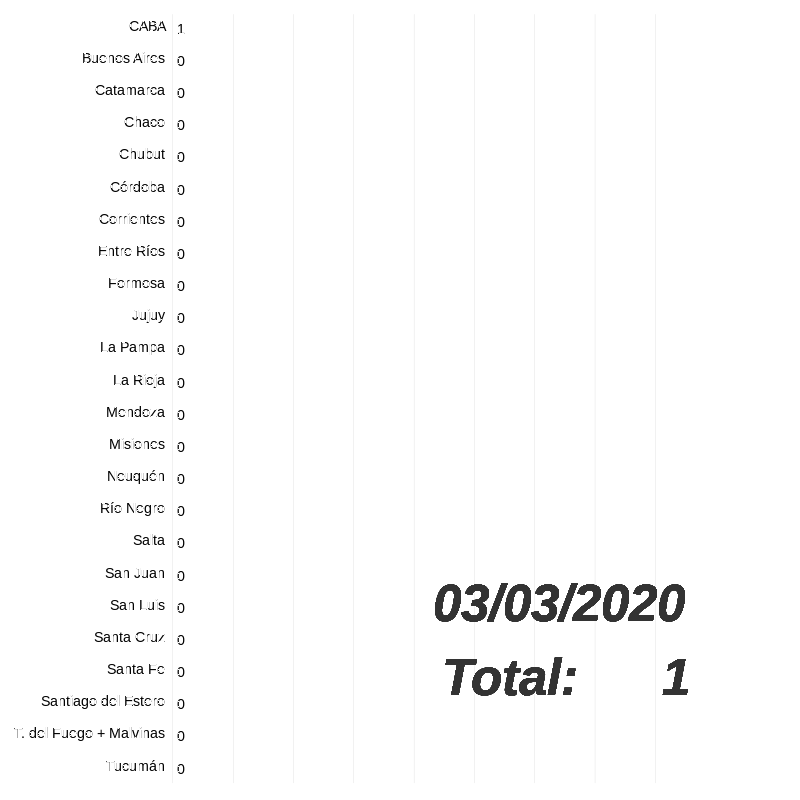 CABA 1
Buenos Aires 0
Catamarca 0
Chaco 0
Chubut 0
Córdoba 0
Corrientes 0
Entre Ríos 0
Formosa 0
Jujuy 0
La Pampa 0
La Rioja 0
Mendoza 0
Misiones 0
Neuquén 0
Río Negro 0
Salta 0
San Juan 0
San Luis 0
Santa Cruz 0
Santa Fe 0
Santiago del Estero 0
T. del Fuego + Malvinas 0
Tucumán 0
03/03/2020
Total: 1